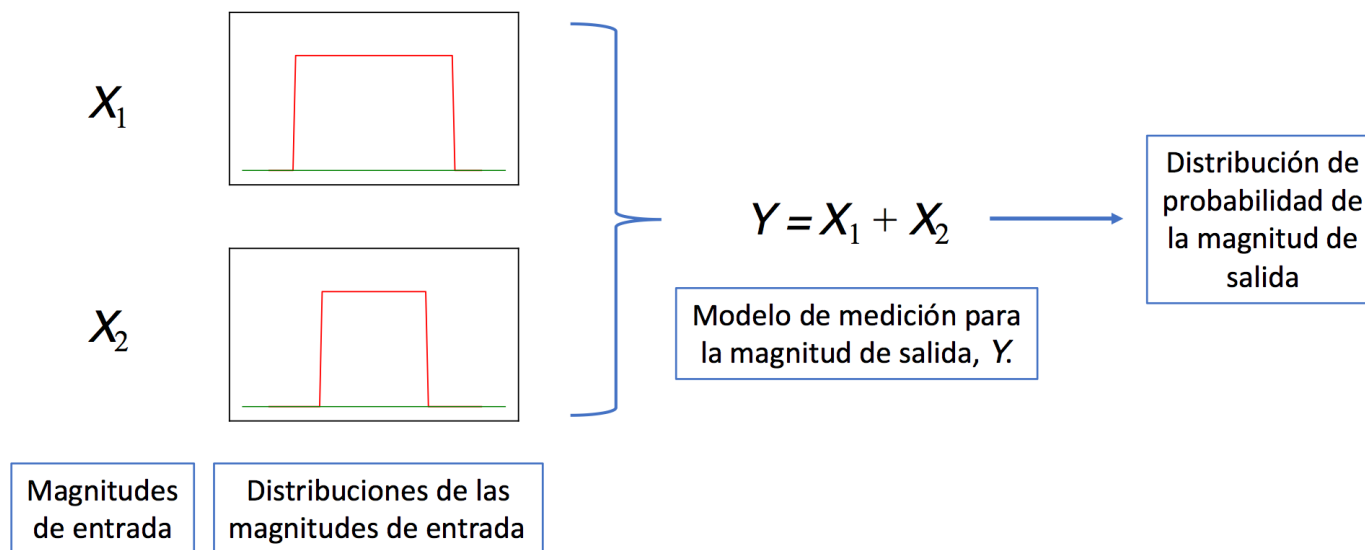 X₁
X₂
Y = X₁ + X₂
Modelo de medición para
la magnitud de salida, Y.
Distribución de
probabilidad de
la magnitud de
salida
Magnitudes
de entrada
Distribuciones de las
magnitudes de entrada